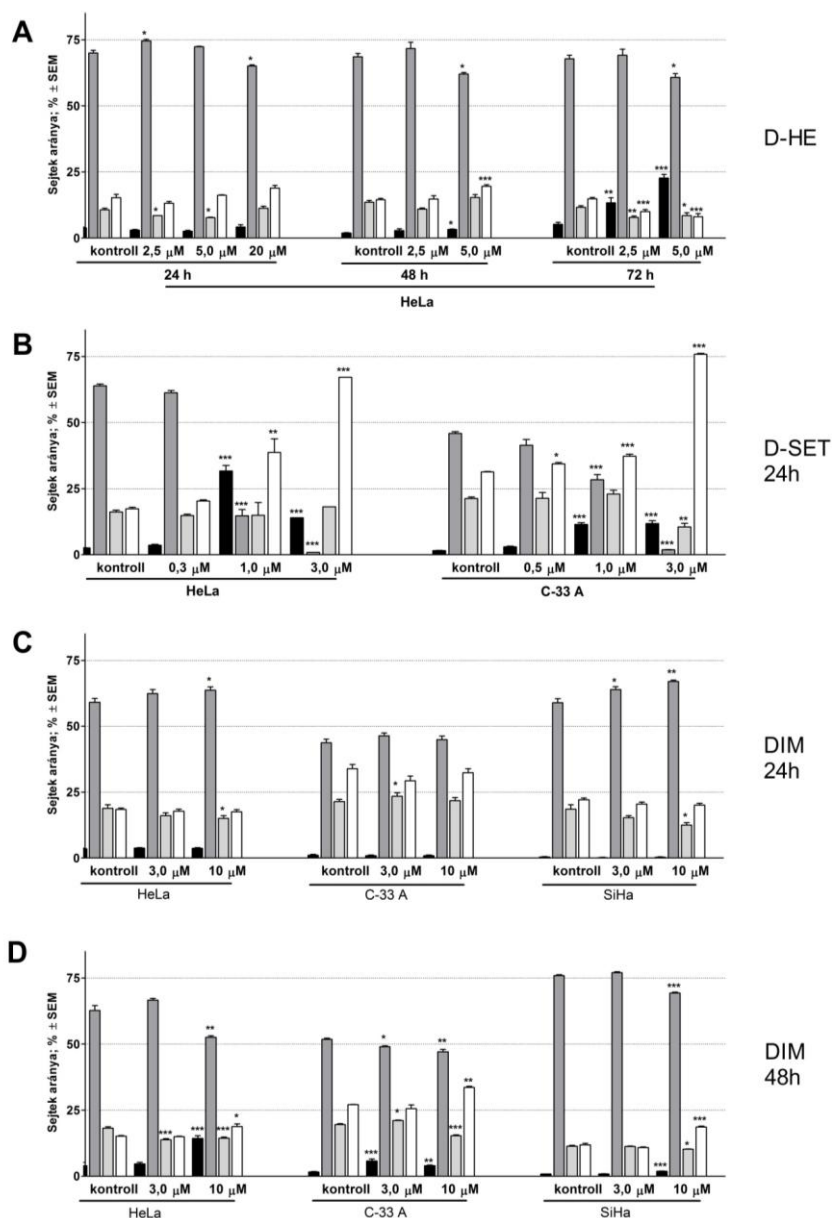 A
Sejtek aránya; % ± SEM
75
50
25
0
* * * * * * *** ** ** *** *** * * ***
kontroll 2,5 µM 5,0 µM 20 µM kontroll 2,5 µM 5,0 µM kontroll 2,5 µM 5,0 µM
24 h 48 h 72 h
HeLa
D-HE
B
Sejtek aránya; % ± SEM
75
50
25
0
*** *** ** *** *** *** * *** *** *** *** *** ** ***
kontroll 0,3 µM 1,0 µM 3,0 µM kontroll 0,5 µM 1,0 µM 3,0 µM
HeLa C-33 A
D-SET
24h
C
Sejtek aránya; % ± SEM
75
50
25
0
* * * * ** *
kontroll 3,0 µM 10 µM kontroll 3,0 µM 10 µM kontroll 3,0 µM 10 µM
HeLa C-33 A SiHa
DIM
24h
D
Sejtek aránya; % ± SEM
75
50
25
0
*** *** ** *** * * * ** ** *** ** *** *** * ***
kontroll 3,0 µM 10 µM kontroll 3,0 µM 10 µM kontroll 3,0 µM 10 µM
HeLa C-33 A SiHa
DIM
48h